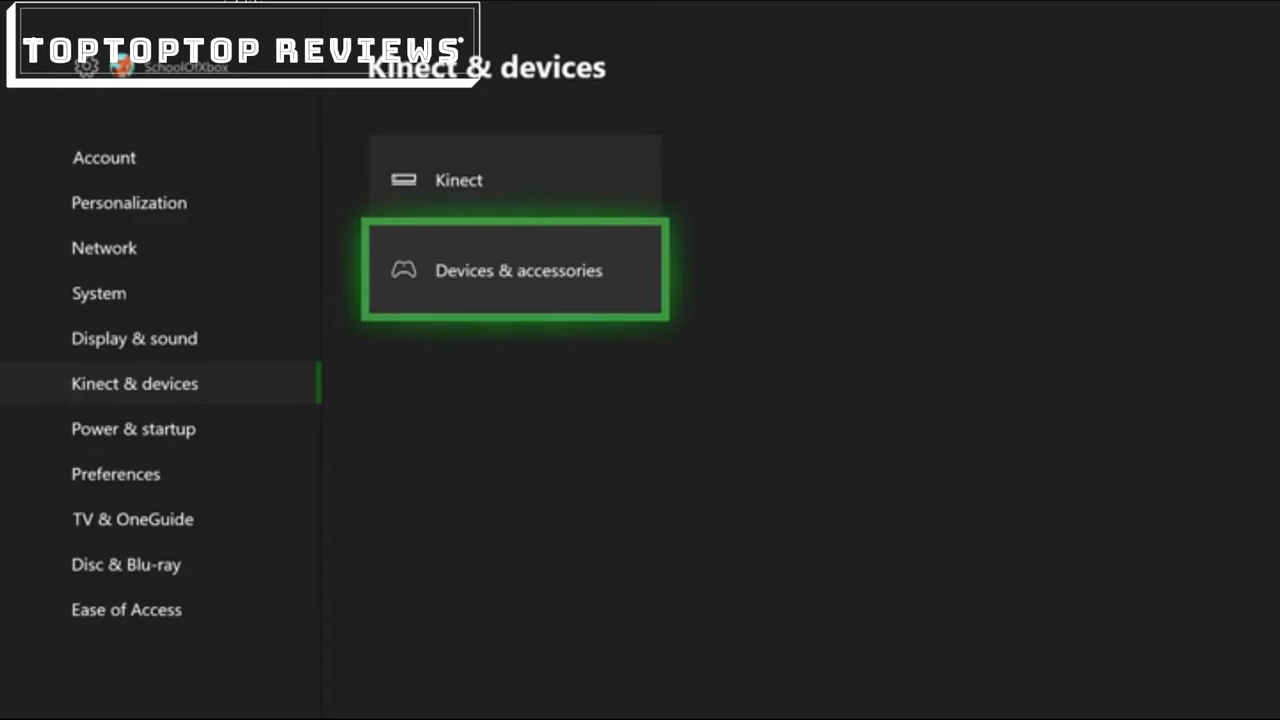 TOPTOPTOP REVIEWS
SchoolOfXbox
Kinect & devices
Account
Personalization
Network
System
Display & sound
Kinect & devices
Power & startup
Preferences
TV & OneGuide
Disc & Blu-ray
Ease of Access
Kinect
Devices & accessories